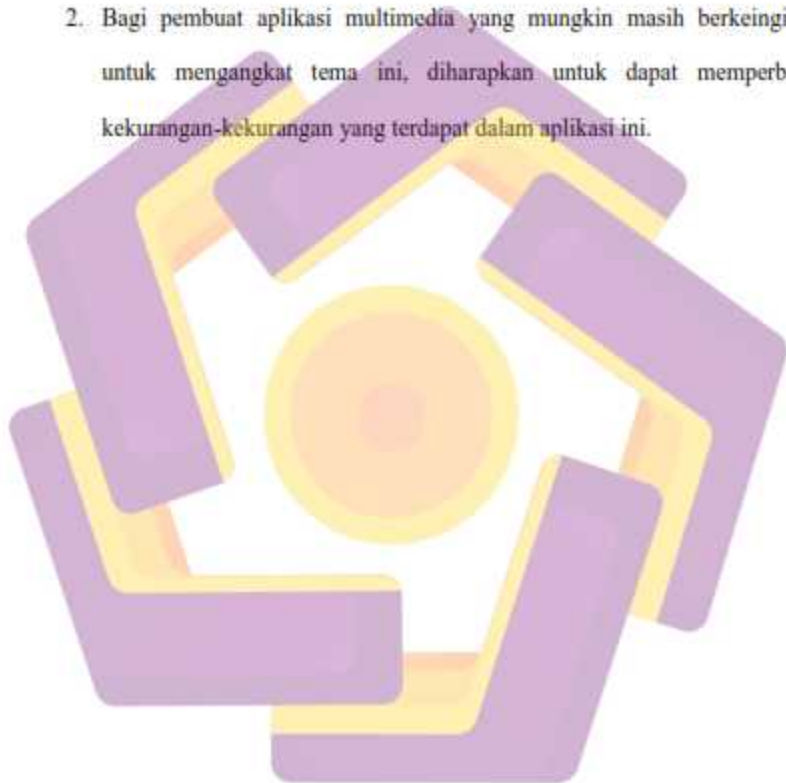 2. Bagi pembuat aplikasi multimedia yang mungkin masih berkeingi
untuk mengangkat tema ini, diharapkan untuk dapat memperb
kekurangan-kekurangan yang terdapat dalam aplikasi ini.